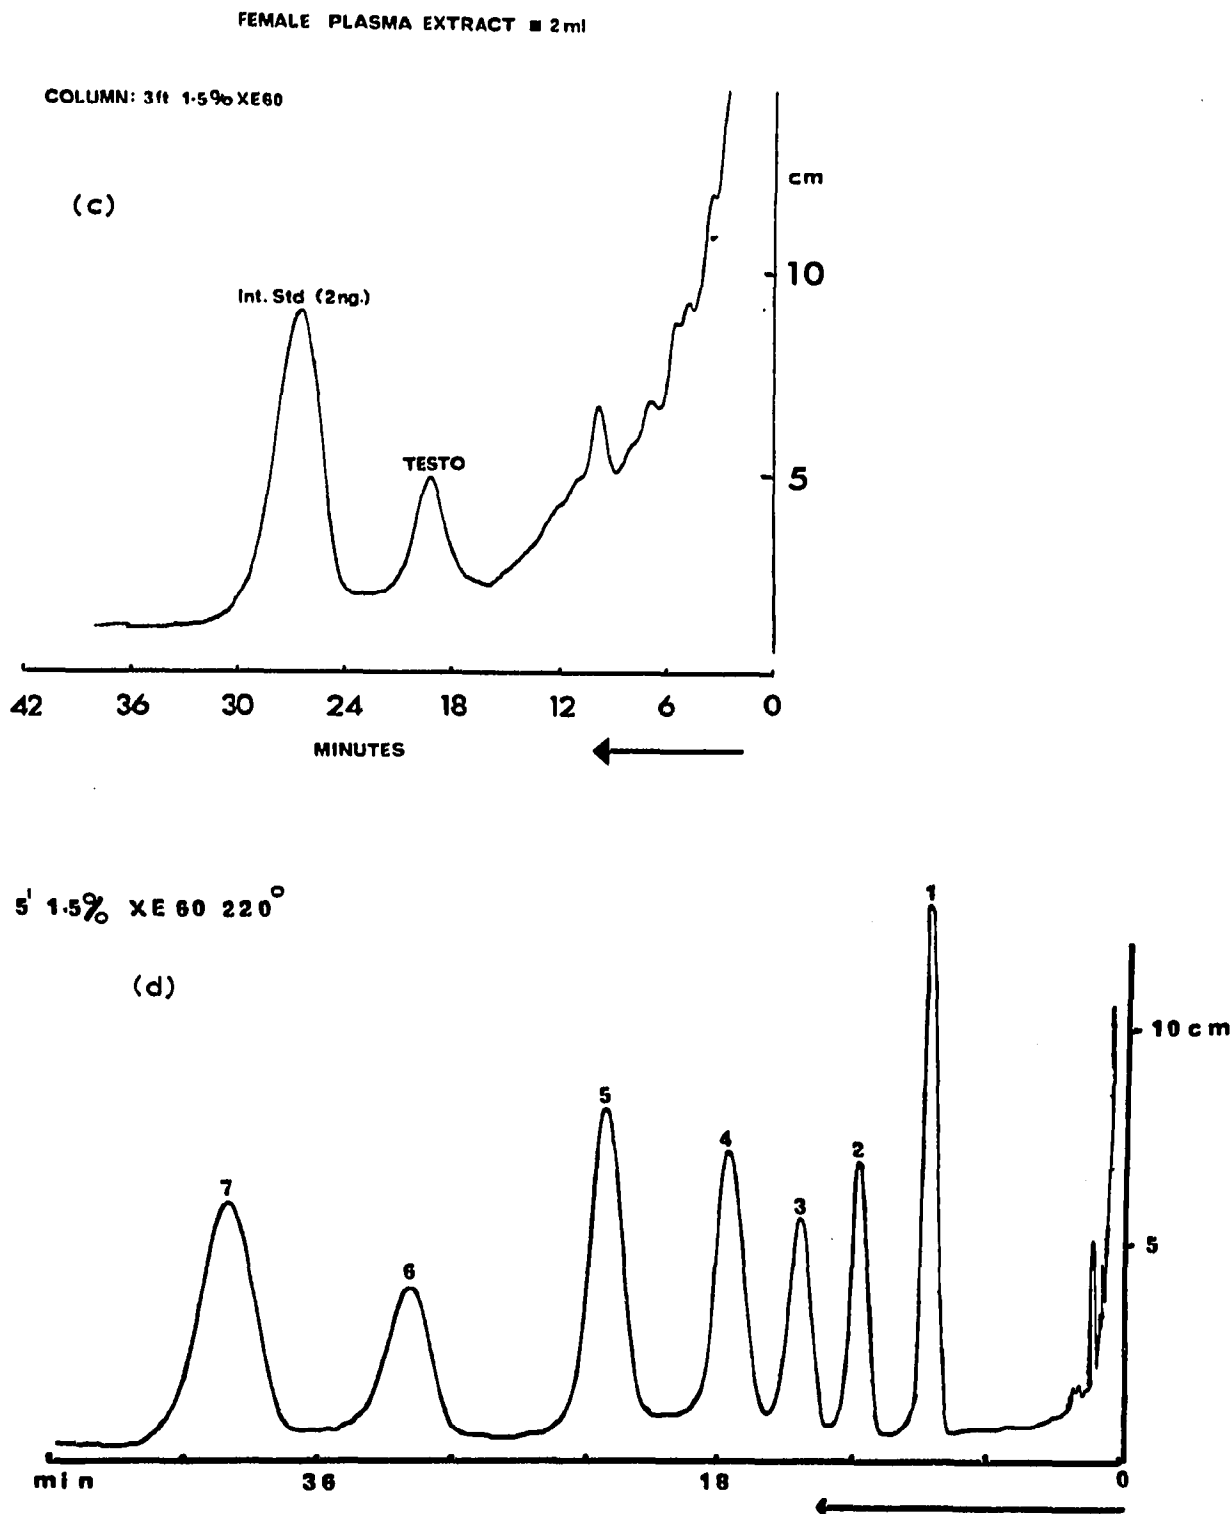 FEMALE PLASMA EXTRACT ≡ 2ml
COLUMN: 3ft 1·5% XE60
(c)
cm
10
Int. Std (2ng.)
TESTO
5
42 36 30 24 18 12 6 0
MINUTES
5' 1·5% XE 60 220°
(d)
1
10 cm
5
4
2
7
3
5
6
min 36 18 0